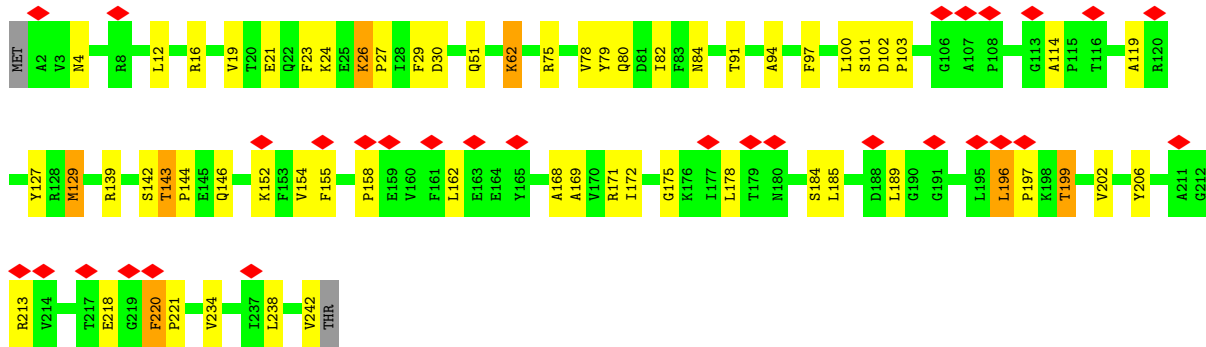 MET A2 V3 N4 R8 L12 R16 V19 T20 E21 Q22 F23 K24 E25 K26 P27 I28 F29 D30 Q51 K62 R75 V78 Y79 Q80 D81 I82 F83 N84 T91 A94 F97 L100 S101 D102 P103 G106 A107 P108 G113 A114 P115 T116 A119 R120
Y127 R128 M129 R139 S142 T143 P144 E145 Q146 K152 F153 V154 F155 P158 E159 V160 F161 L162 E163 E164 Y165 A168 A169 V170 R171 I172 G175 K176 I177 L178 T179 N180 S184 L185 D188 L189 G190 G191 L195 L196 P197 K198 T199 V202 Y206 A211 G212
R213 V214 T217 E218 G219 F220 P221 V234 I237 L238 V242 THR